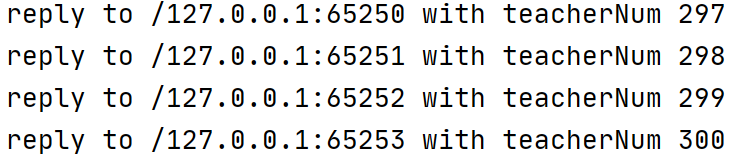 reply to /127.0.0.1:65250 with teacherNum 297
reply to /127.0.0.1:65251 with teacherNum 298
reply to /127.0.0.1:65252 with teacherNum 299
reply to /127.0.0.1:65253 with teacherNum 300